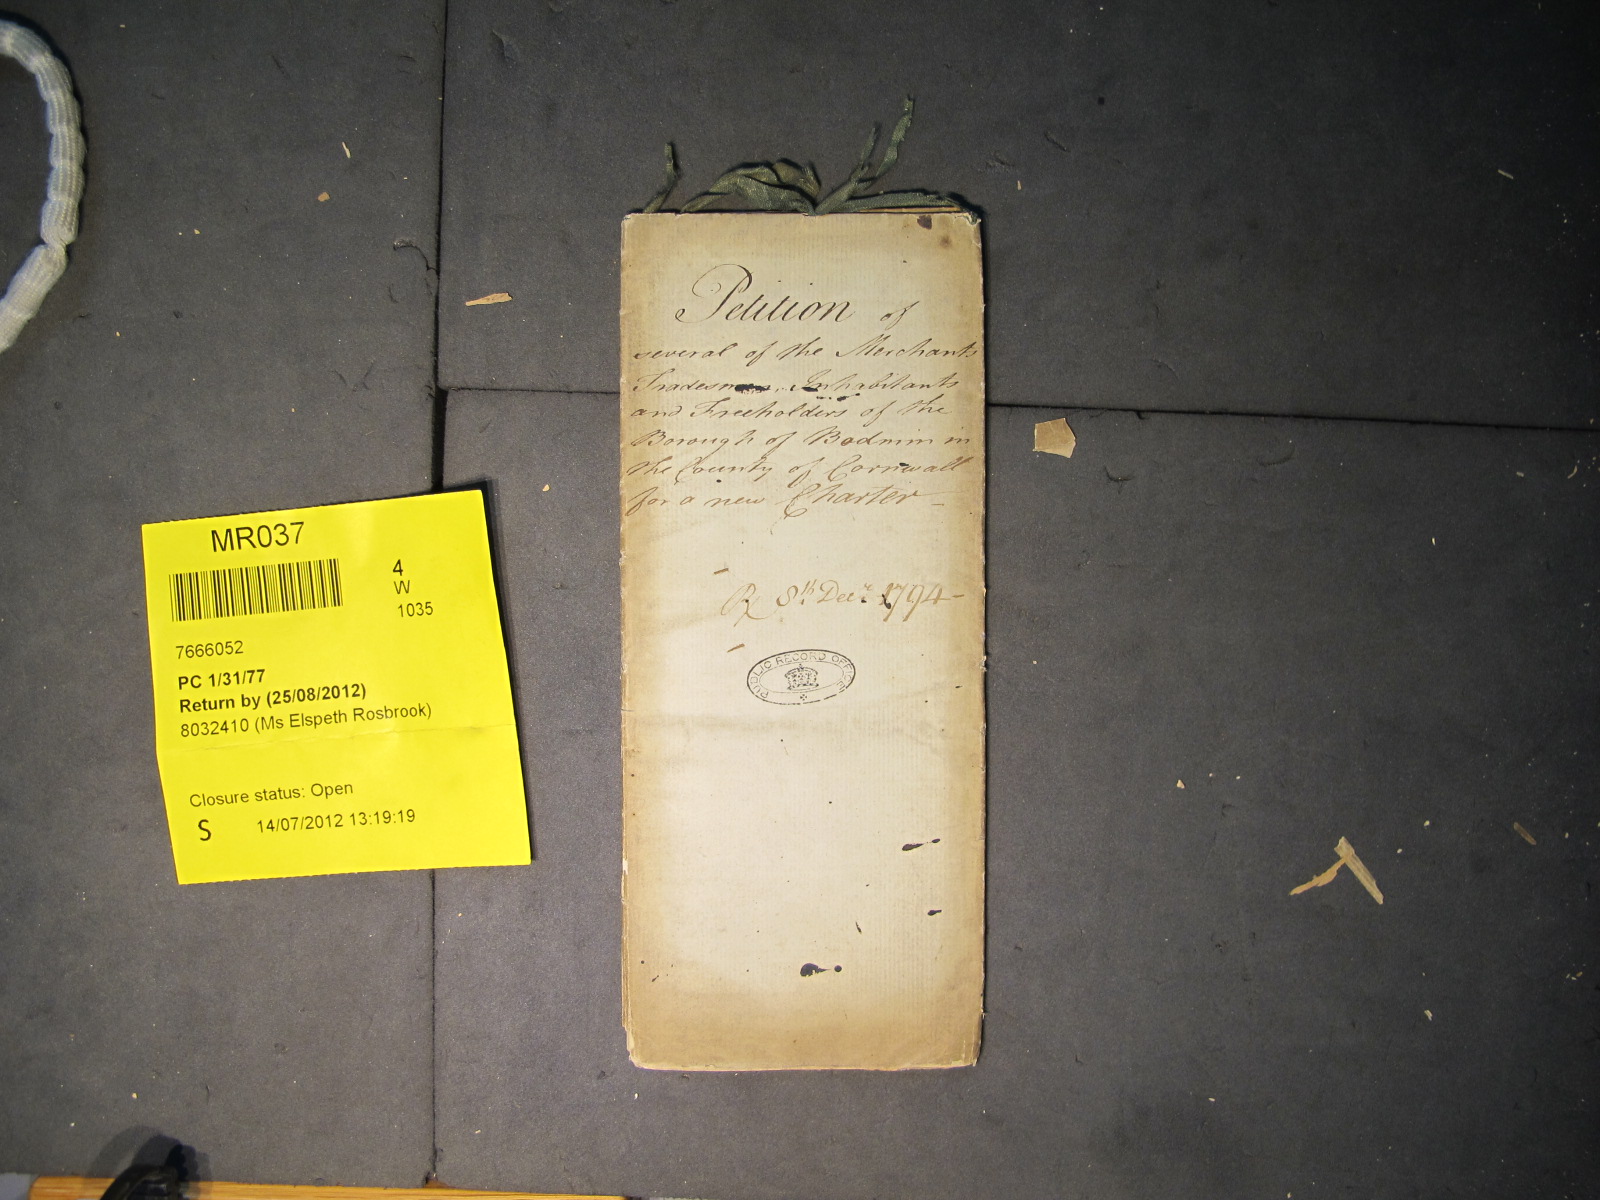 Petition of
several of the Merchants
Tradesmen, Inhabitants
and Freeholders of the
Borough of Bodmin in
the County of Cornwall
for a new Charter
Rx 8th Decr. 1794
PUBLIC RECORD OFFICE
MR037
4
W
1035
7666052
PC 1/31/77
Return by (25/08/2012)
8032410 (Ms Elspeth Rosbrook)
Closure status: Open
S 14/07/2012 13:19:19